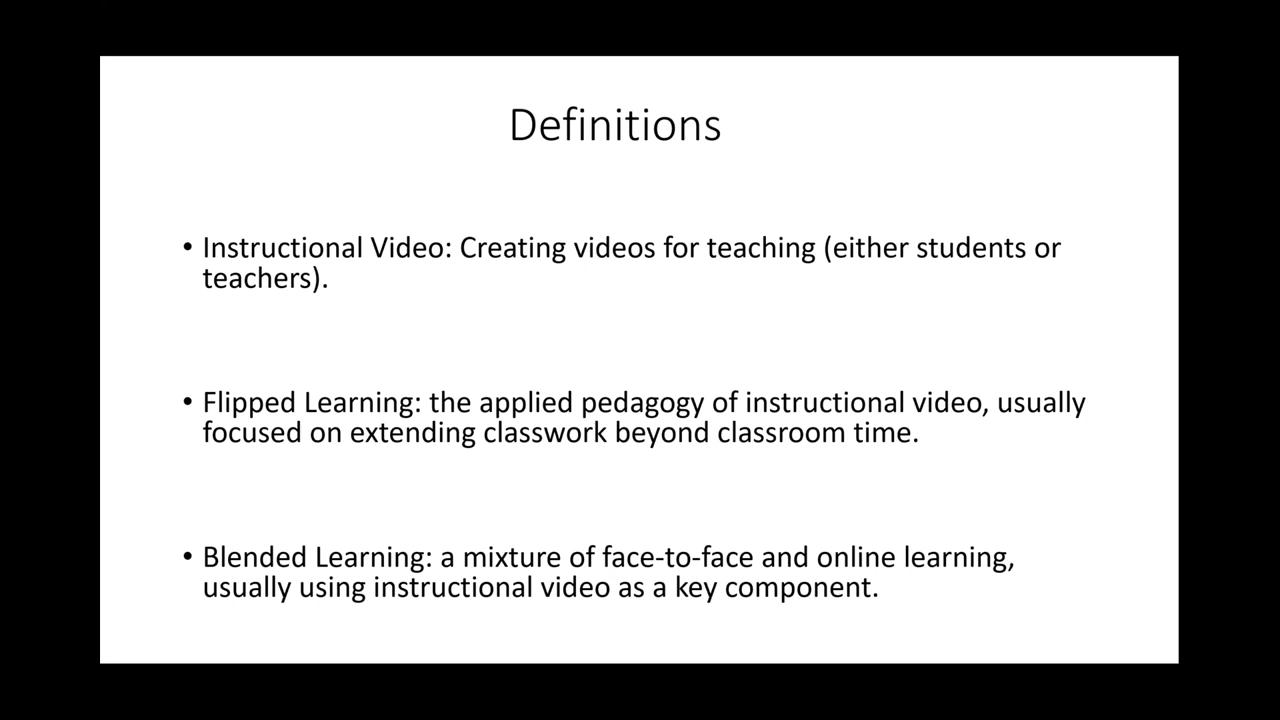 Definitions
• Instructional Video: Creating videos for teaching (either students or
teachers).
• Flipped Learning: the applied pedagogy of instructional video, usually
focused on extending classwork beyond classroom time.
• Blended Learning: a mixture of face-to-face and online learning,
usually using instructional video as a key component.